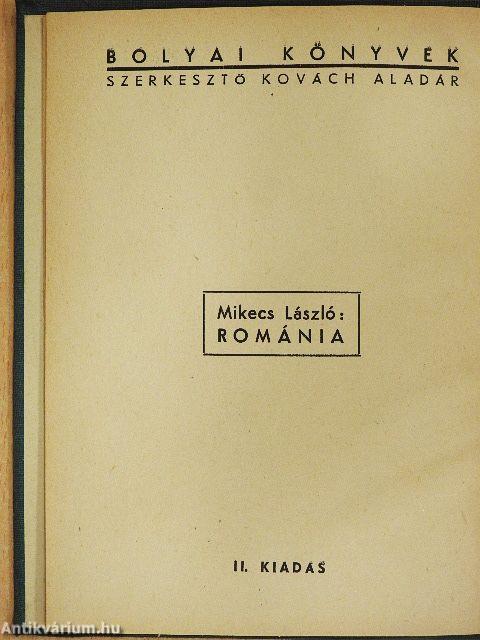 BOLYAI KÖNYVEK
SZERKESZTŐ KOVÁCH ALADÁR
Mikecs László:
ROMÁNIA
II. KIADÁS
Antikvárium.hu